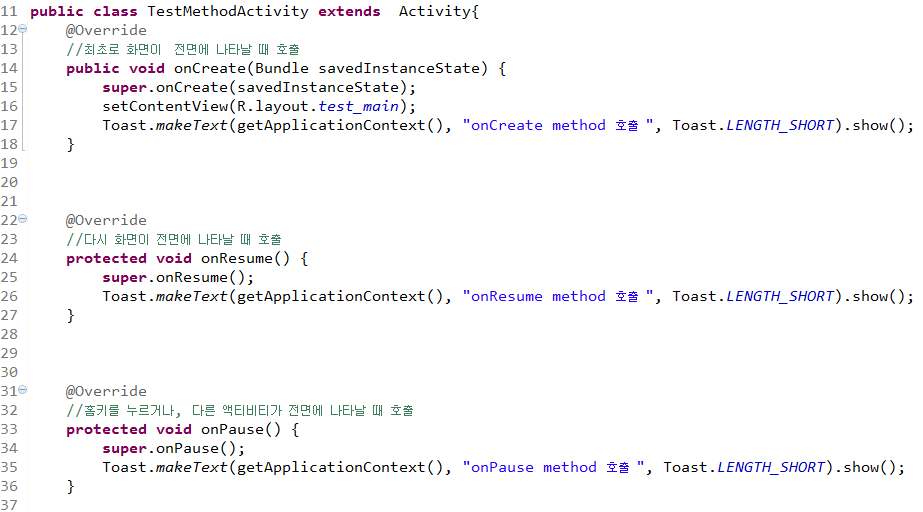 11 public class TestMethodActivity extends  Activity{
12     @Override
13     //최초로 화면이  전면에 나타날 때 호출
14     public void onCreate(Bundle savedInstanceState) {
15         super.onCreate(savedInstanceState);
16         setContentView(R.layout.test_main);
17         Toast.makeText(getApplicationContext(), "onCreate method 호출 ", Toast.LENGTH_SHORT).show();
18     }
19
20
21
22     @Override
23     //다시 화면이 전면에 나타날 때 호출
24     protected void onResume() {
25         super.onResume();
26         Toast.makeText(getApplicationContext(), "onResume method 호출 ", Toast.LENGTH_SHORT).show();
27     }
28
29
30
31     @Override
32     //홈키를 누르거나, 다른 액티비티가 전면에 나타날 때 호출
33     protected void onPause() {
34         super.onPause();
35         Toast.makeText(getApplicationContext(), "onPause method 호출 ", Toast.LENGTH_SHORT).show();
36     }
37